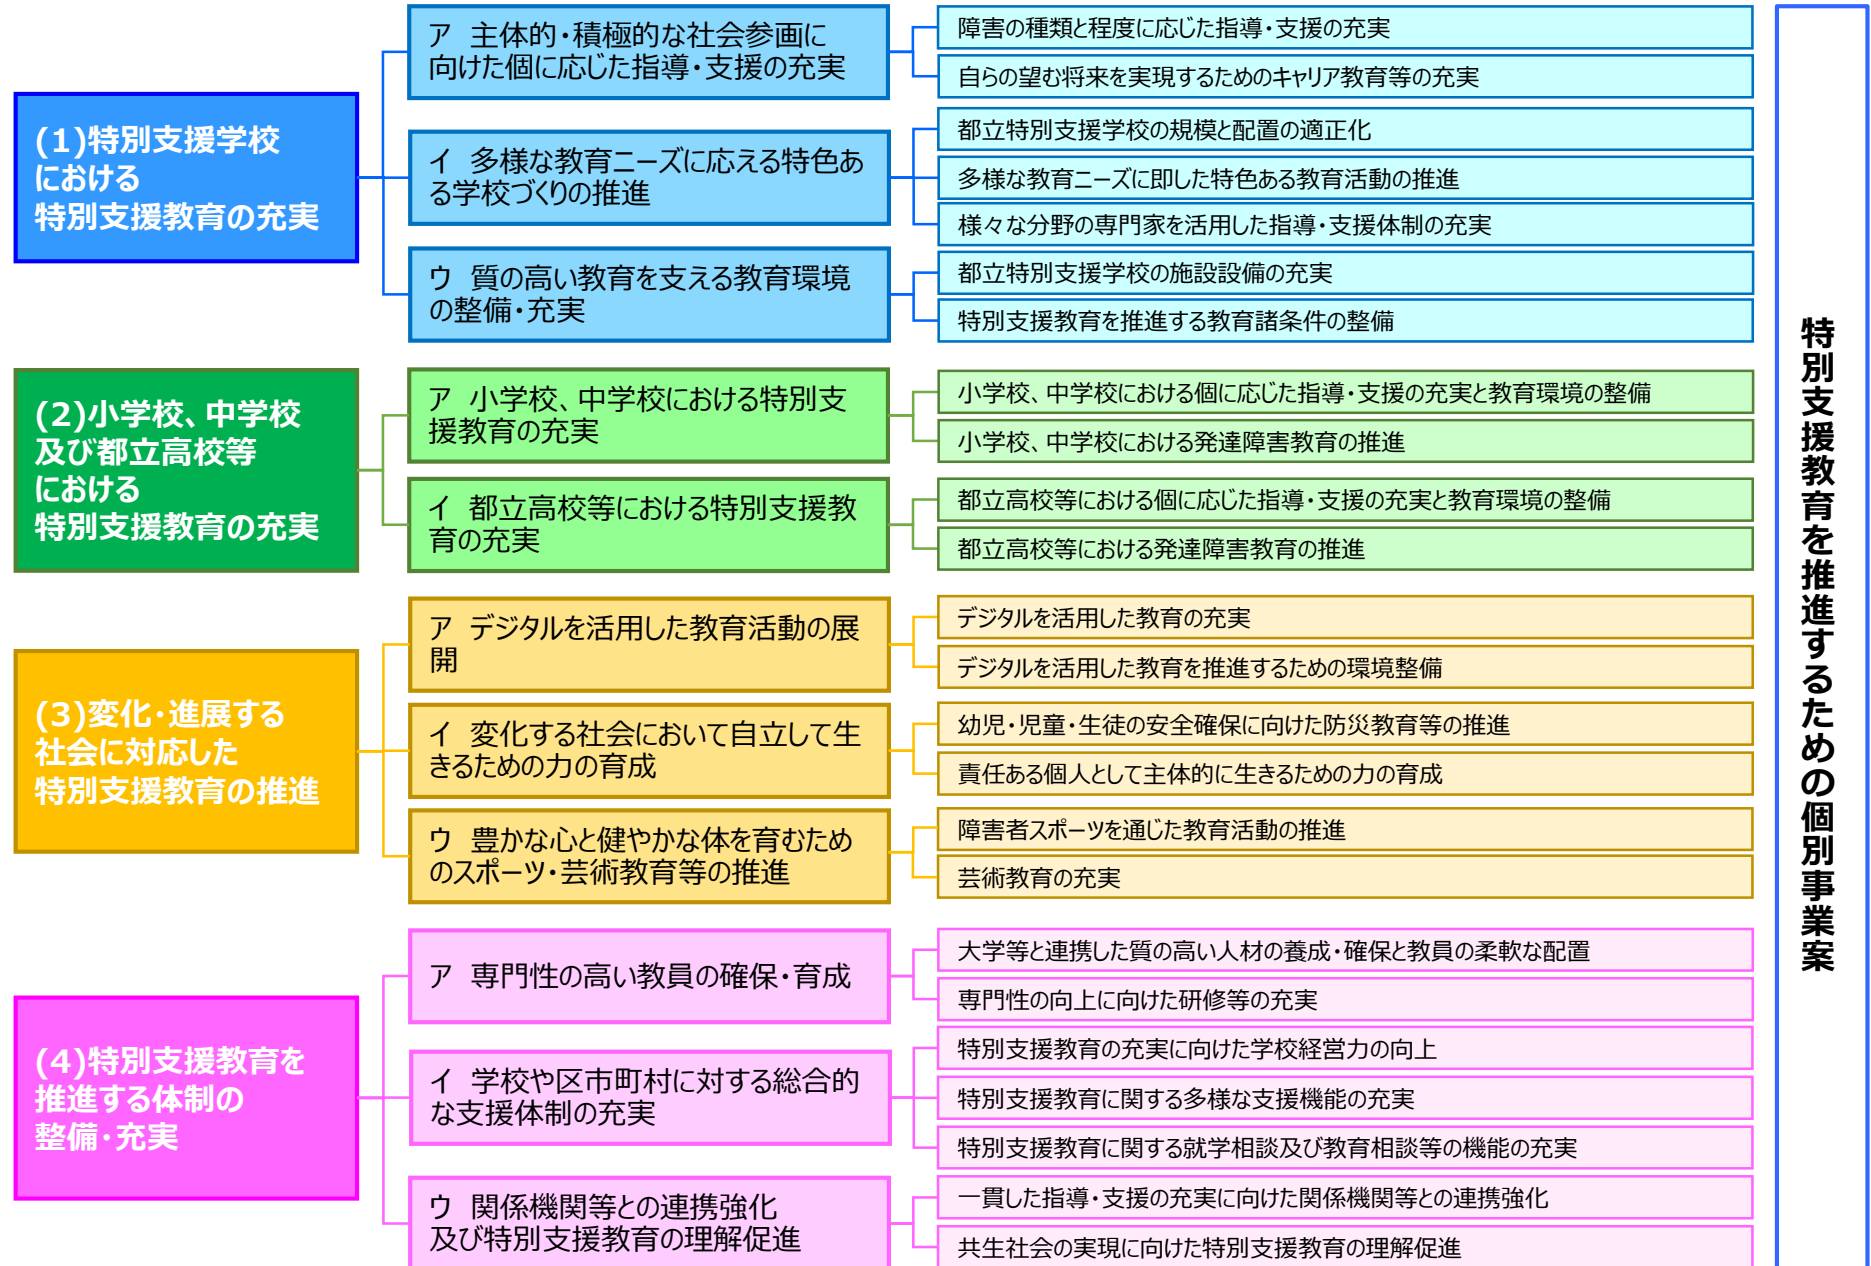 (1)特別支援学校
における
特別支援教育の充実
ア 主体的・積極的な社会参画に
向けた個に応じた指導・支援の充実
障害の種類と程度に応じた指導・支援の充実
自らの望む将来を実現するためのキャリア教育等の充実
イ 多様な教育ニーズに応える特色あ
る学校づくりの推進
都立特別支援学校の規模と配置の適正化
多様な教育ニーズに即した特色ある教育活動の推進
様々な分野の専門家を活用した指導・支援体制の充実
ウ 質の高い教育を支える教育環境
の整備・充実
都立特別支援学校の施設設備の充実
特別支援教育を推進する教育諸条件の整備
(2)小学校、中学校
及び都立高校等
における
特別支援教育の充実
ア 小学校、中学校における特別支
援教育の充実
小学校、中学校における個に応じた指導・支援の充実と教育環境の整備
小学校、中学校における発達障害教育の推進
イ 都立高校等における特別支援教
育の充実
都立高校等における個に応じた指導・支援の充実と教育環境の整備
都立高校等における発達障害教育の推進
(3)変化・進展する
社会に対応した
特別支援教育の推進
ア デジタルを活用した教育活動の展
開
デジタルを活用した教育の充実
デジタルを活用した教育を推進するための環境整備
イ 変化する社会において自立して生
きるための力の育成
幼児・児童・生徒の安全確保に向けた防災教育等の推進
責任ある個人として主体的に生きるための力の育成
ウ 豊かな心と健やかな体を育むため
のスポーツ・芸術教育等の推進
障害者スポーツを通じた教育活動の推進
芸術教育の充実
(4)特別支援教育を
推進する体制の
整備・充実
ア 専門性の高い教員の確保・育成
大学等と連携した質の高い人材の養成・確保と教員の柔軟な配置
専門性の向上に向けた研修等の充実
イ 学校や区市町村に対する総合的
な支援体制の充実
特別支援教育の充実に向けた学校経営力の向上
特別支援教育に関する多様な支援機能の充実
特別支援教育に関する就学相談及び教育相談等の機能の充実
ウ 関係機関等との連携強化
及び特別支援教育の理解促進
一貫した指導・支援の充実に向けた関係機関等との連携強化
共生社会の実現に向けた特別支援教育の理解促進
特別支援教育を推進するための個別事業案